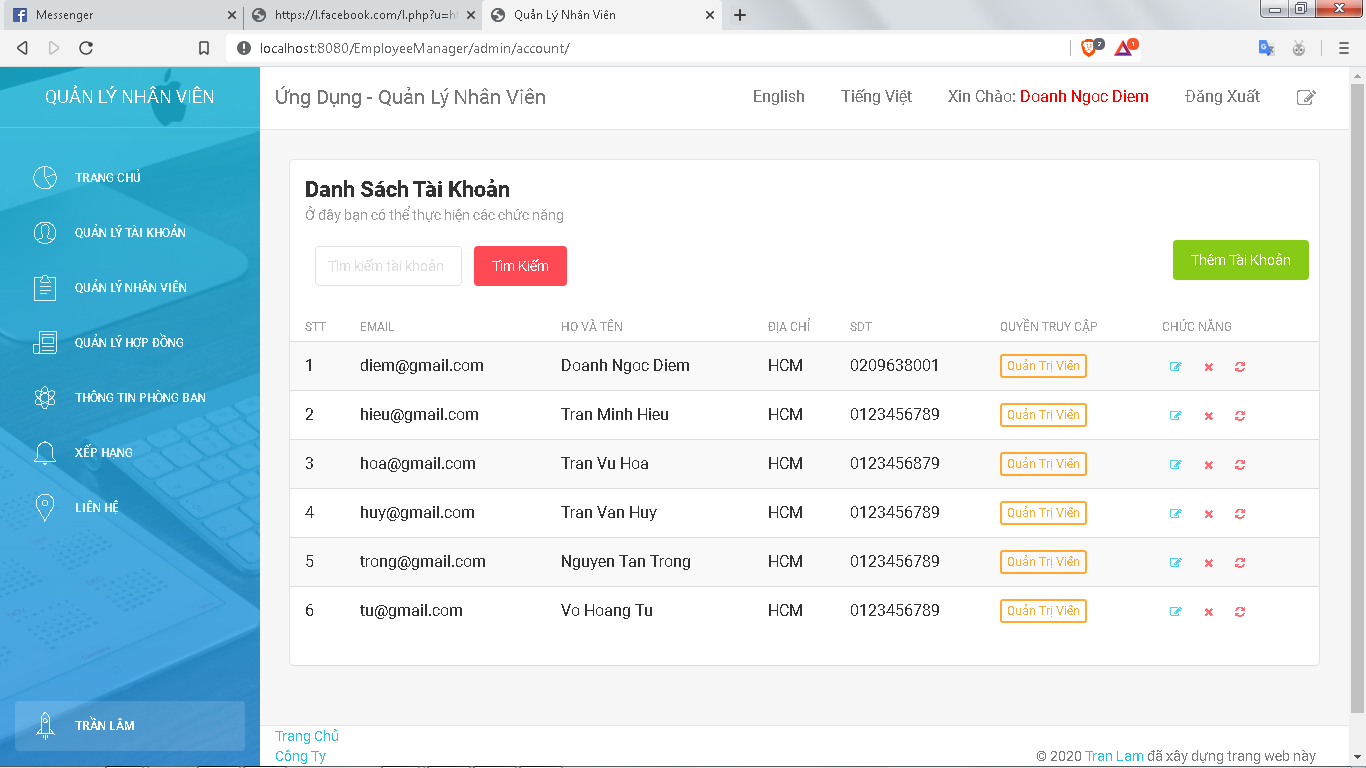 Messenger
https://l.facebook.com/l.php?u=h
Quản Lý Nhân Viên
localhost:8080/EmployeeManager/admin/account/
7
1
QUẢN LÝ NHÂN VIÊN
Ứng Dụng - Quản Lý Nhân Viên
English
Tiếng Việt
Xin Chào: Doanh Ngoc Diem
Đăng Xuất
TRANG CHỦ
QUẢN LÝ TÀI KHOẢN
QUẢN LÝ NHÂN VIÊN
QUẢN LÝ HỢP ĐỒNG
THÔNG TIN PHÒNG BAN
XẾP HẠNG
LIÊN HỆ
TRẦN LÂM
Danh Sách Tài Khoản
Ở đây bạn có thể thực hiện các chức năng
Tìm kiếm tài khoản
Tìm Kiếm
Thêm Tài Khoản
STT EMAIL HỌ VÀ TÊN ĐỊA CHỈ SDT QUYỀN TRUY CẬP CHỨC NĂNG
1 diem@gmail.com Doanh Ngoc Diem HCM 0209638001 Quản Trị Viên
2 hieu@gmail.com Tran Minh Hieu HCM 0123456789 Quản Trị Viên
3 hoa@gmail.com Tran Vu Hoa HCM 0123456879 Quản Trị Viên
4 huy@gmail.com Tran Van Huy HCM 0123456789 Quản Trị Viên
5 trong@gmail.com Nguyen Tan Trong HCM 0123456789 Quản Trị Viên
6 tu@gmail.com Vo Hoang Tu HCM 0123456789 Quản Trị Viên
Trang Chủ
Công Ty
© 2020 Tran Lam đã xây dựng trang web này